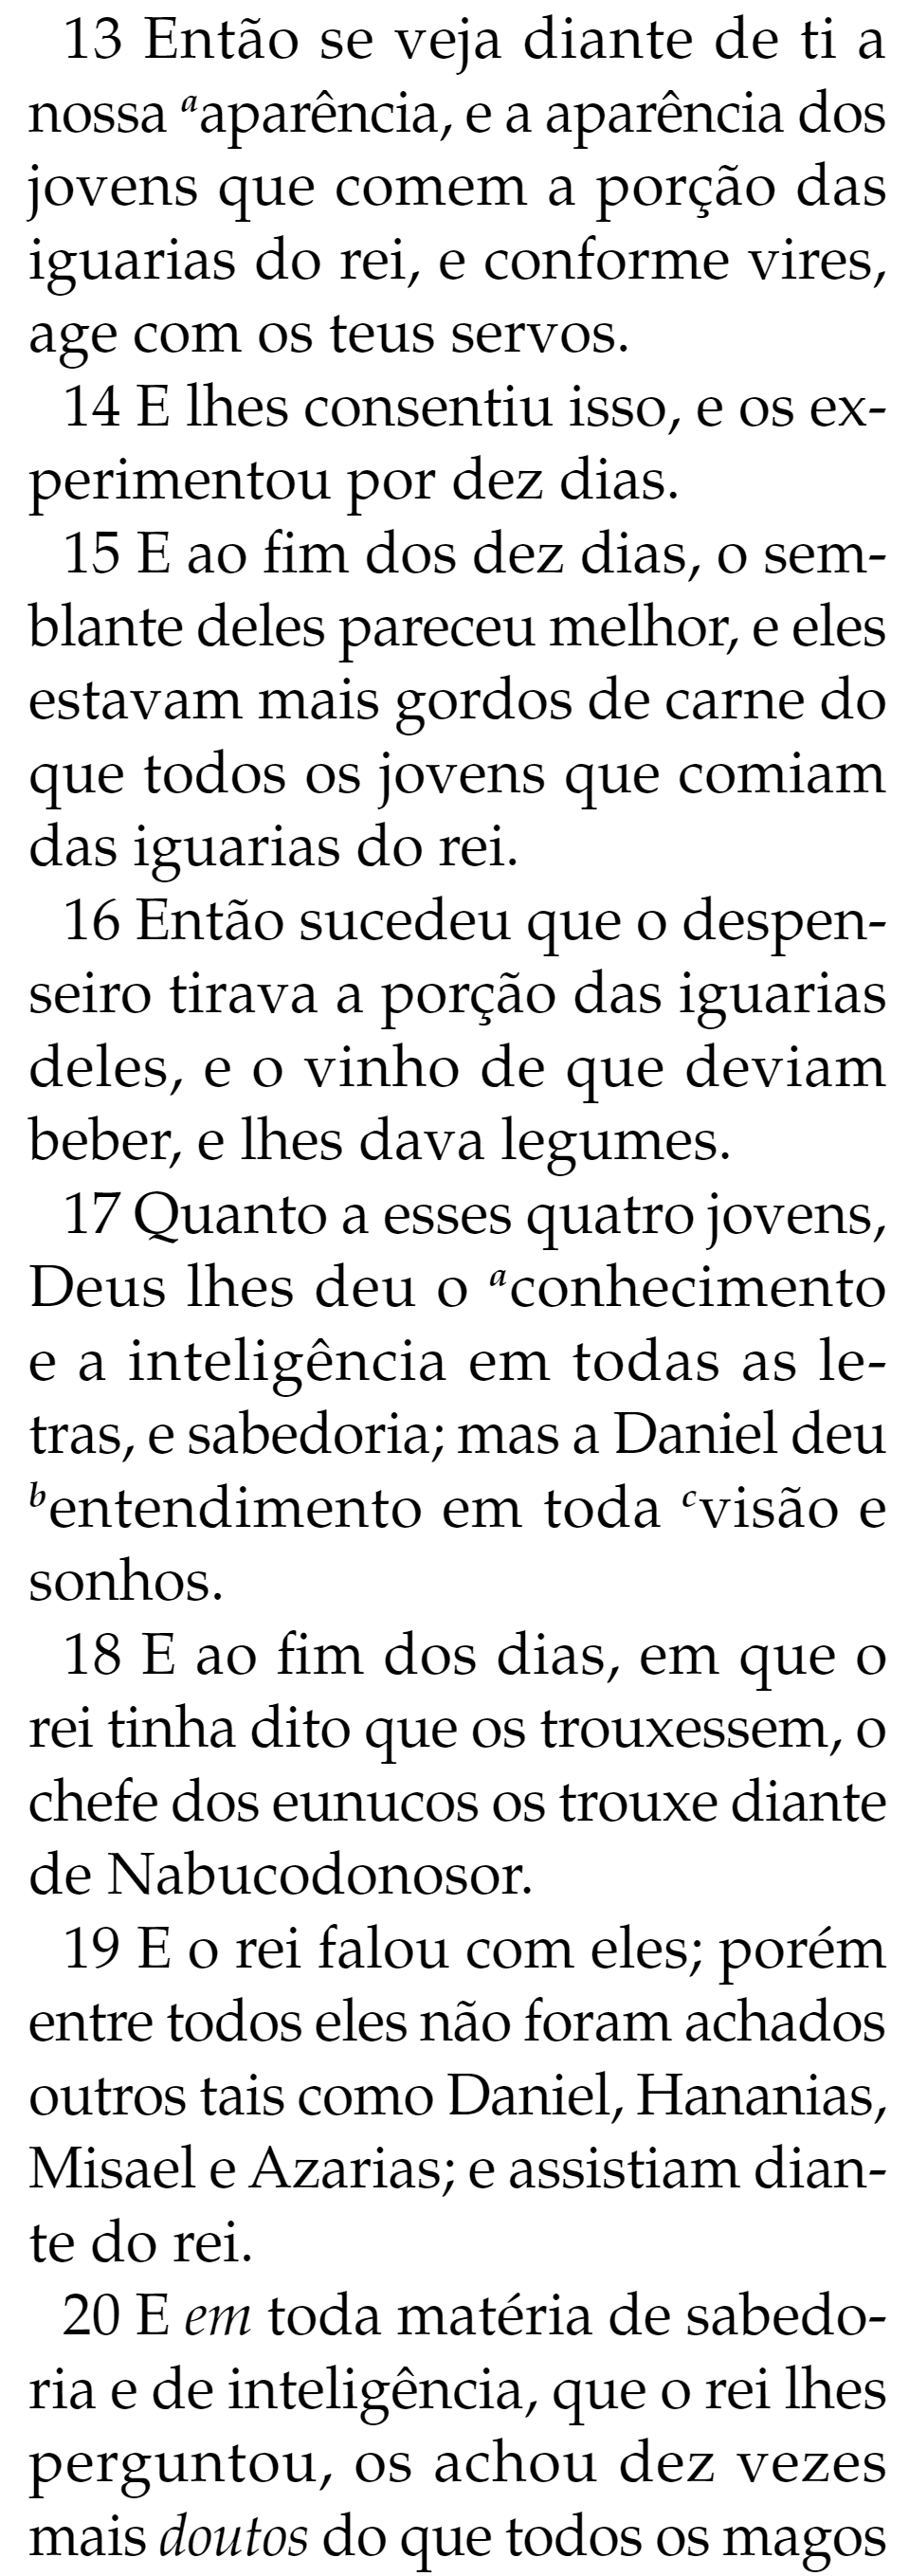 13 Então se veja diante de ti a
nossa aaparência, e a aparência dos
jovens que comem a porção das
iguarias do rei, e conforme vires,
age com os teus servos.
14 E lhes consentiu isso, e os ex-
perimentou por dez dias.
15 E ao fim dos dez dias, o sem-
blante deles pareceu melhor, e eles
estavam mais gordos de carne do
que todos os jovens que comiam
das iguarias do rei.
16 Então sucedeu que o despen-
seiro tirava a porção das iguarias
deles, e o vinho de que deviam
beber, e lhes dava legumes.
17 Quanto a esses quatro jovens,
Deus lhes deu o aconhecimento
e a inteligência em todas as le-
tras, e sabedoria; mas a Daniel deu
bentendimento em toda cvisão e
sonhos.
18 E ao fim dos dias, em que o
rei tinha dito que os trouxessem, o
chefe dos eunucos os trouxe diante
de Nabucodonosor.
19 E o rei falou com eles; porém
entre todos eles não foram achados
outros tais como Daniel, Hananias,
Misael e Azarias; e assistiam dian-
te do rei.
20 E em toda matéria de sabedo-
ria e de inteligência, que o rei lhes
perguntou, os achou dez vezes
mais doutos do que todos os magos